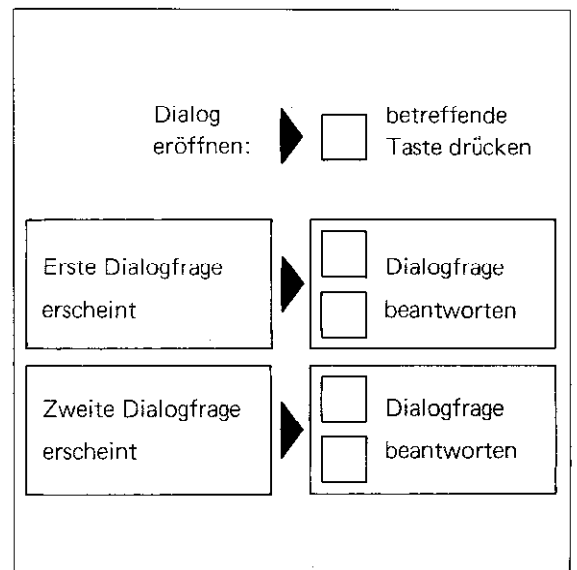 Dialog
eröffnen:
betreffende
Taste drücken
Erste Dialogfrage
erscheint
Dialogfrage
beantworten
Zweite Dialogfrage
erscheint
Dialogfrage
beantworten